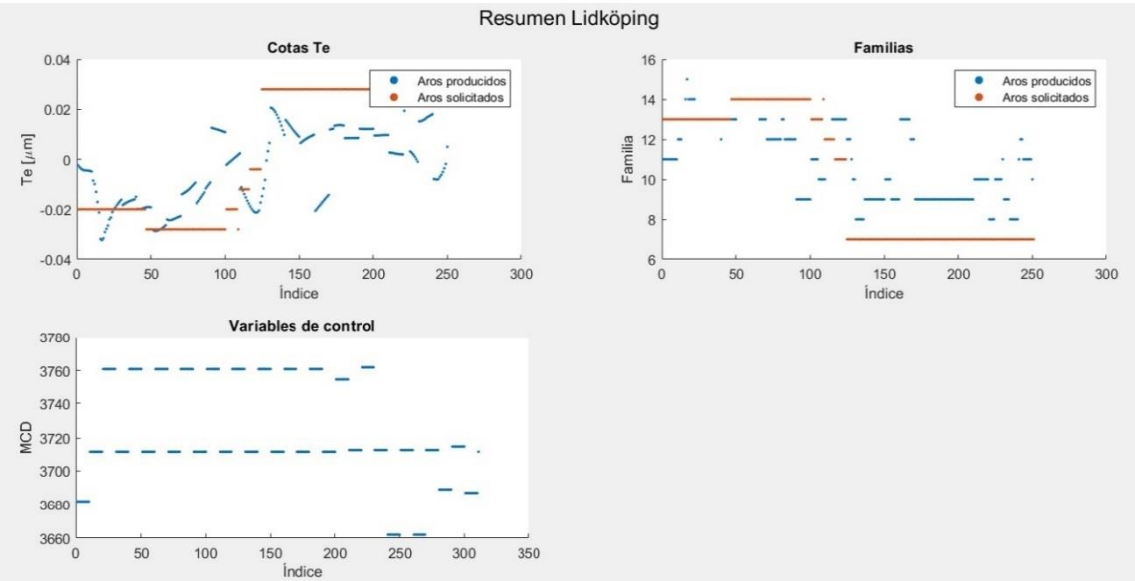 Resumen Lidköping
Cotas Te
0.04
0.02
0
-0.02
-0.04
Te [μm]
0
50
100
150
200
250
300
Índice
Aros producidos
Aros solicitados
Familias
16
14
12
10
8
6
Familia
0
50
100
150
200
250
300
Índice
Aros producidos
Aros solicitados
Variables de control
3780
3760
3740
3720
3700
3680
3660
MCD
0
50
100
150
200
250
300
350
Índice